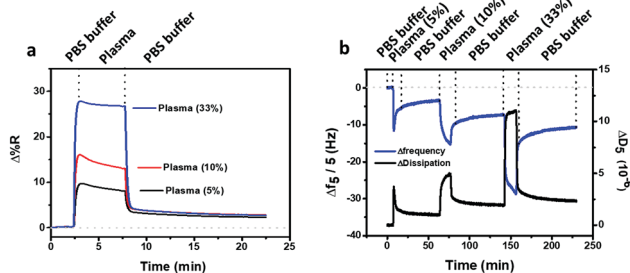 PBS buffer
Plasma
PBS buffer
a
Δ%R
30
20
10
0
Plasma (33%)
Plasma (10%)
Plasma (5%)
0
5
10
15
20
25
Time (min)
PBS buffer
Plasma (5%)
PBS buffer
Plasma (10%)
PBS buffer
Plasma (33%)
PBS buffer
b
Δf5 / 5 (Hz)
0
-10
-20
-30
-40
Δfrequency
ΔDissipation
15
10
5
0
ΔD5 (10-6)
0
50
100
150
200
250
Time (min)